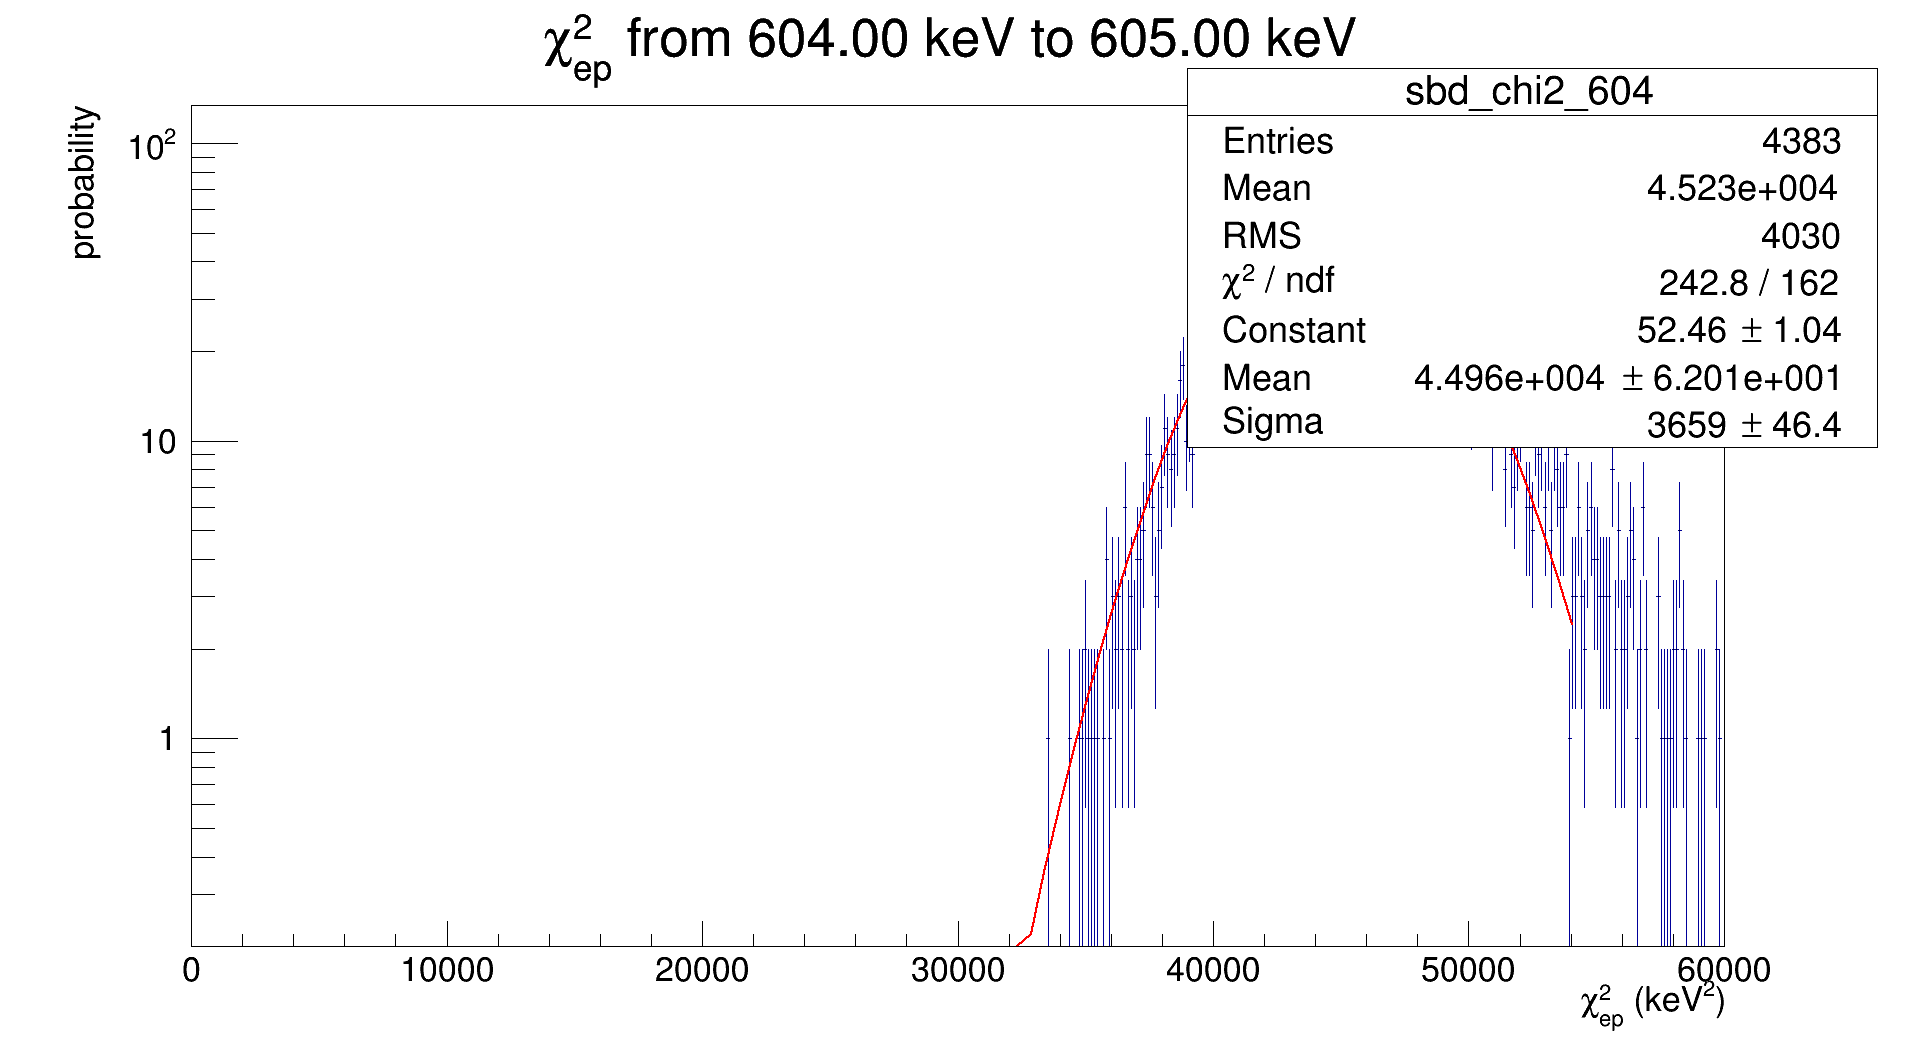 χ²ep from 604.00 keV to 605.00 keV
sbd_chi2_604
Entries 4383
Mean 4.523e+004
RMS 4030
χ² / ndf 242.8 / 162
Constant 52.46 ± 1.04
Mean 4.496e+004 ± 6.201e+001
Sigma 3659 ± 46.4
probability
10²
10
1
0 10000 20000 30000 40000 50000 60000
χ²ep (keV²)